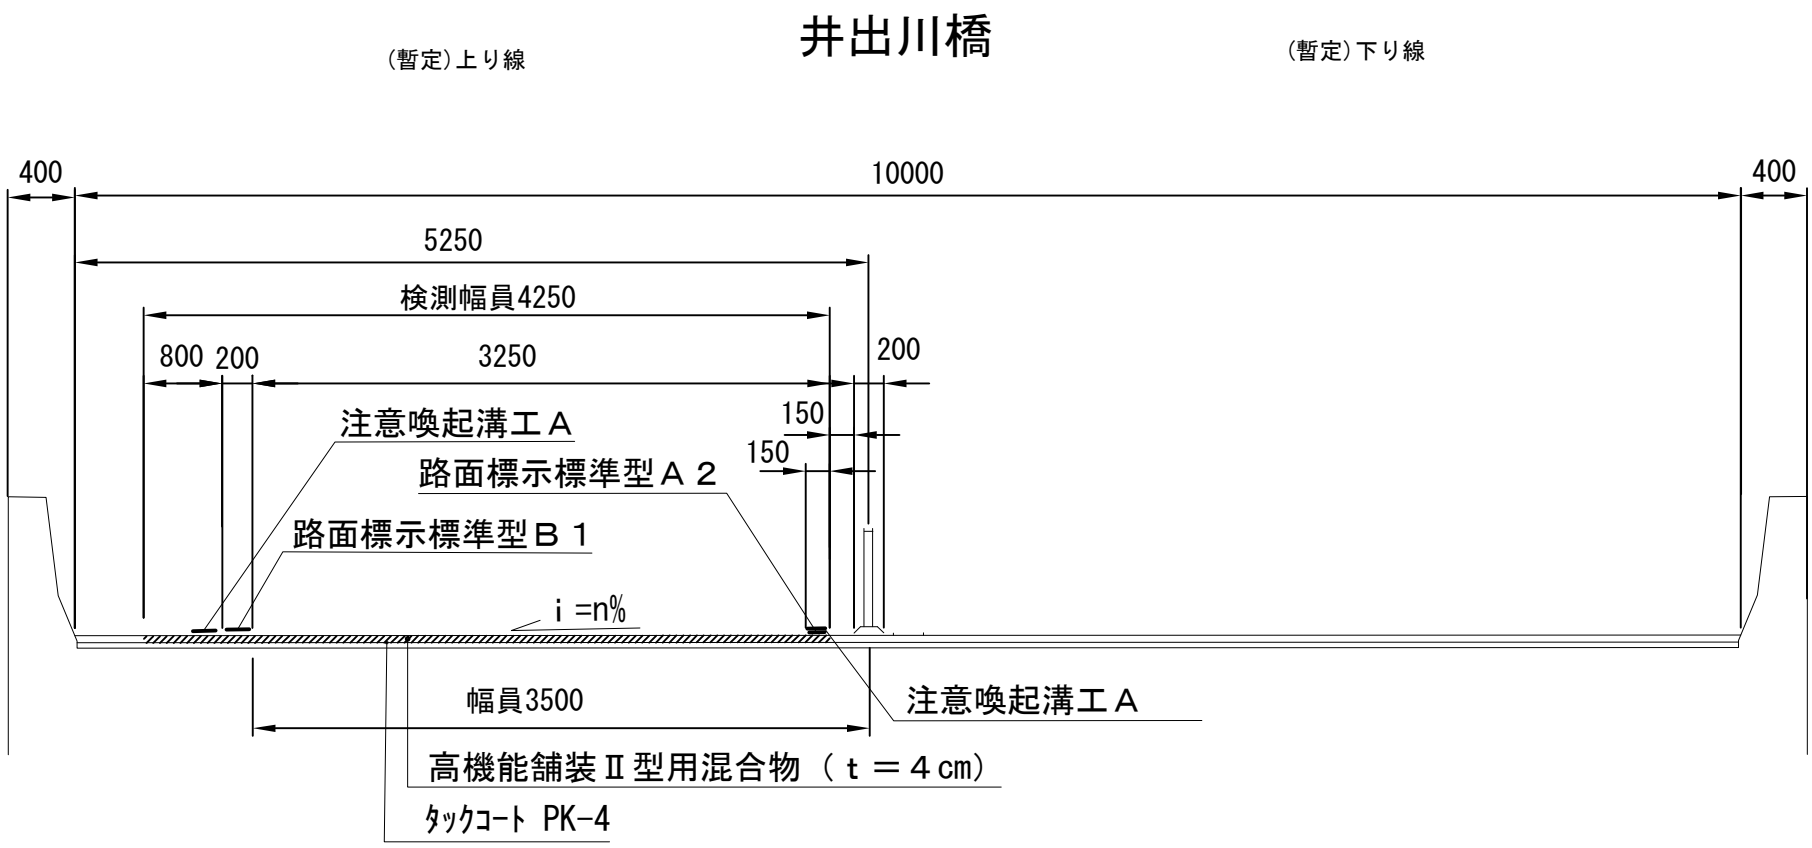 井出川橋
(暫定)上り線
(暫定)下り線
400
10000
400
5250
検測幅員4250
800
200
3250
200
注意喚起溝工A
150
路面標示標準型A2
150
路面標示標準型B1
i=n%
幅員3500
注意喚起溝工A
高機能舗装Ⅱ型用混合物(t=4cm)
ﾀｯｸｺｰﾄ PK-4